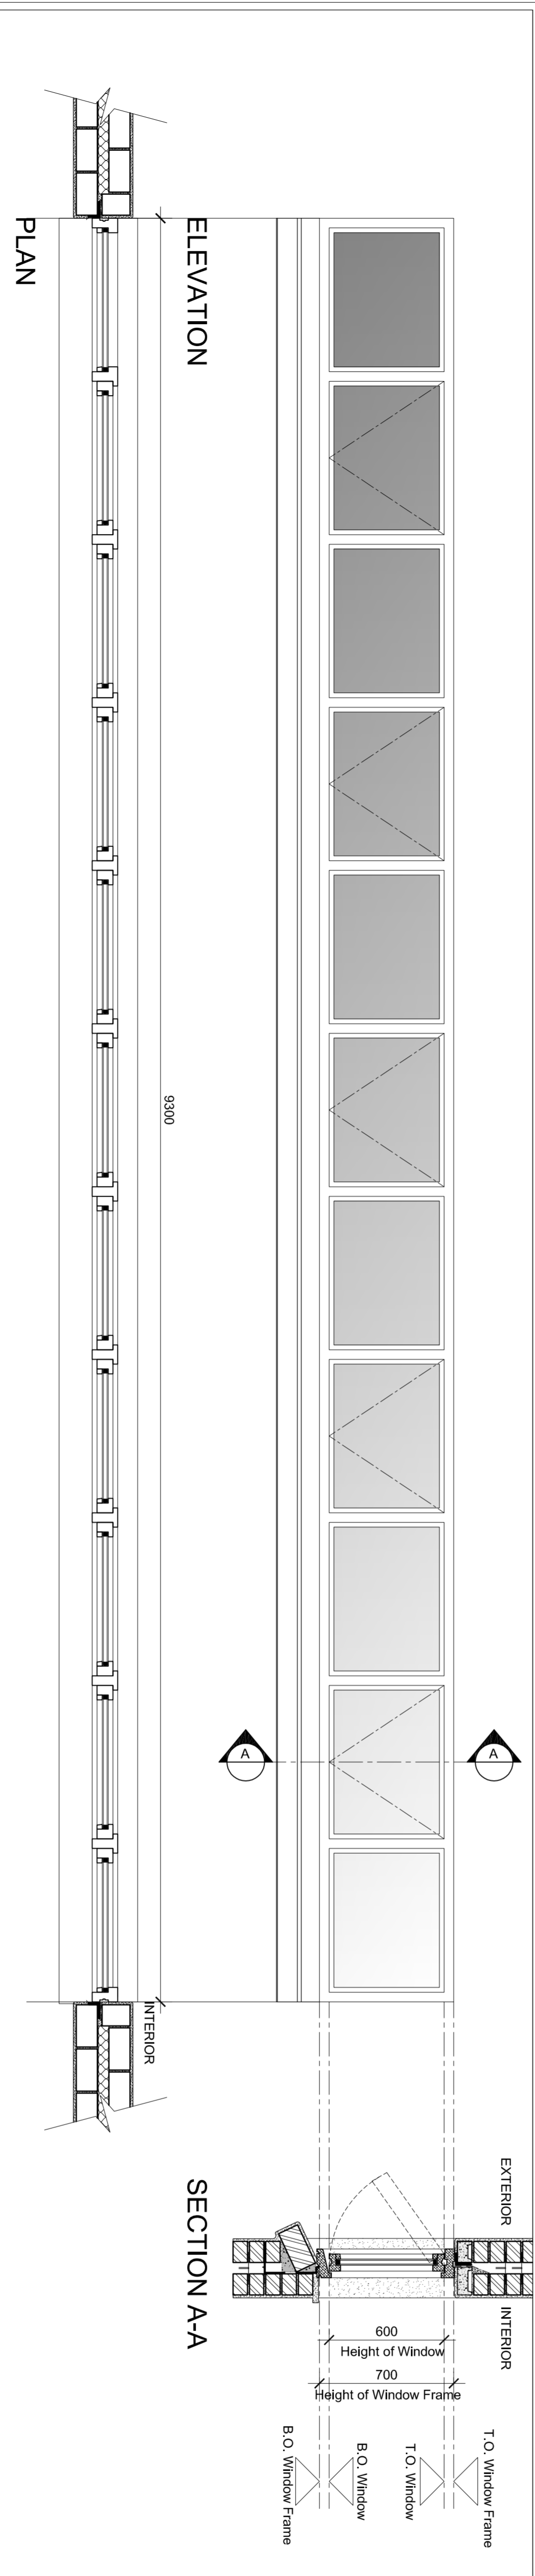 ELEVATION
PLAN
9300
INTERIOR
A
A
SECTION A-A
EXTERIOR
INTERIOR
600
Height of Window
700
Height of Window Frame
T.O. Window Frame
T.O. Window
B.O. Window
B.O. Window Frame